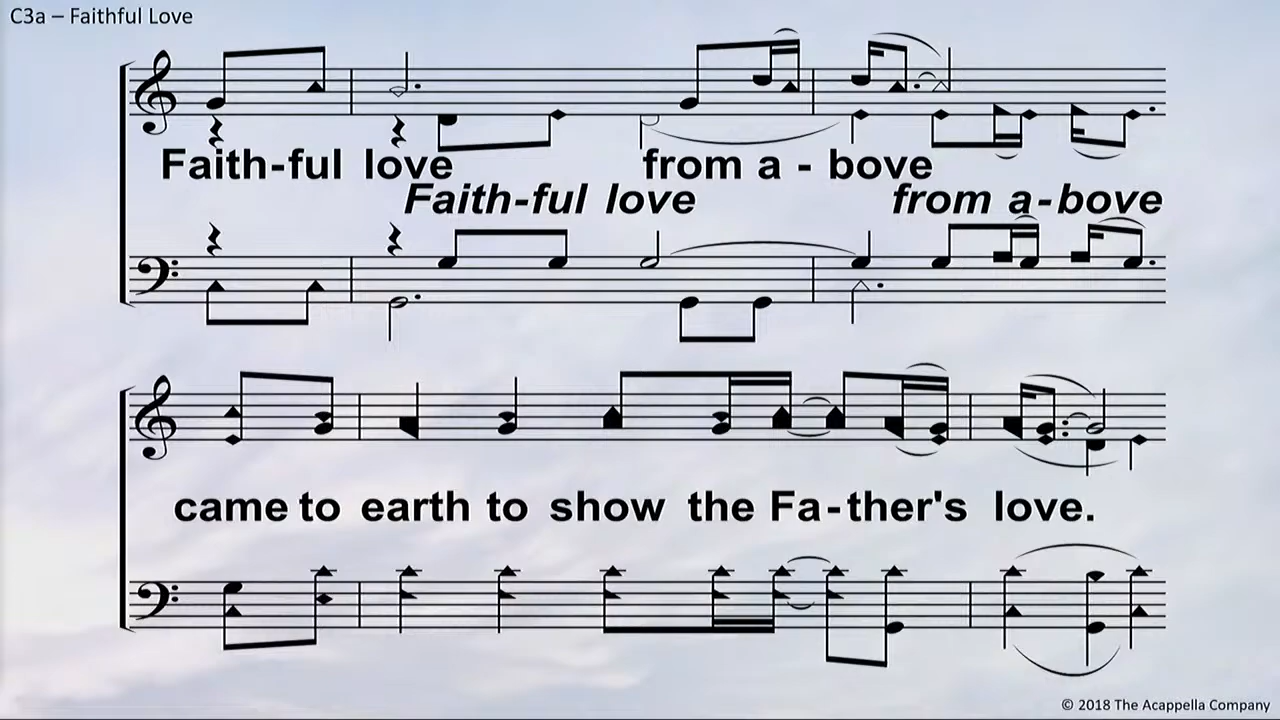 C3a – Faithful Love
Faith-ful love from a - bove
Faith-ful love from a-bove
came to earth to show the Fa-ther's love.
© 2018 The Acappella Company